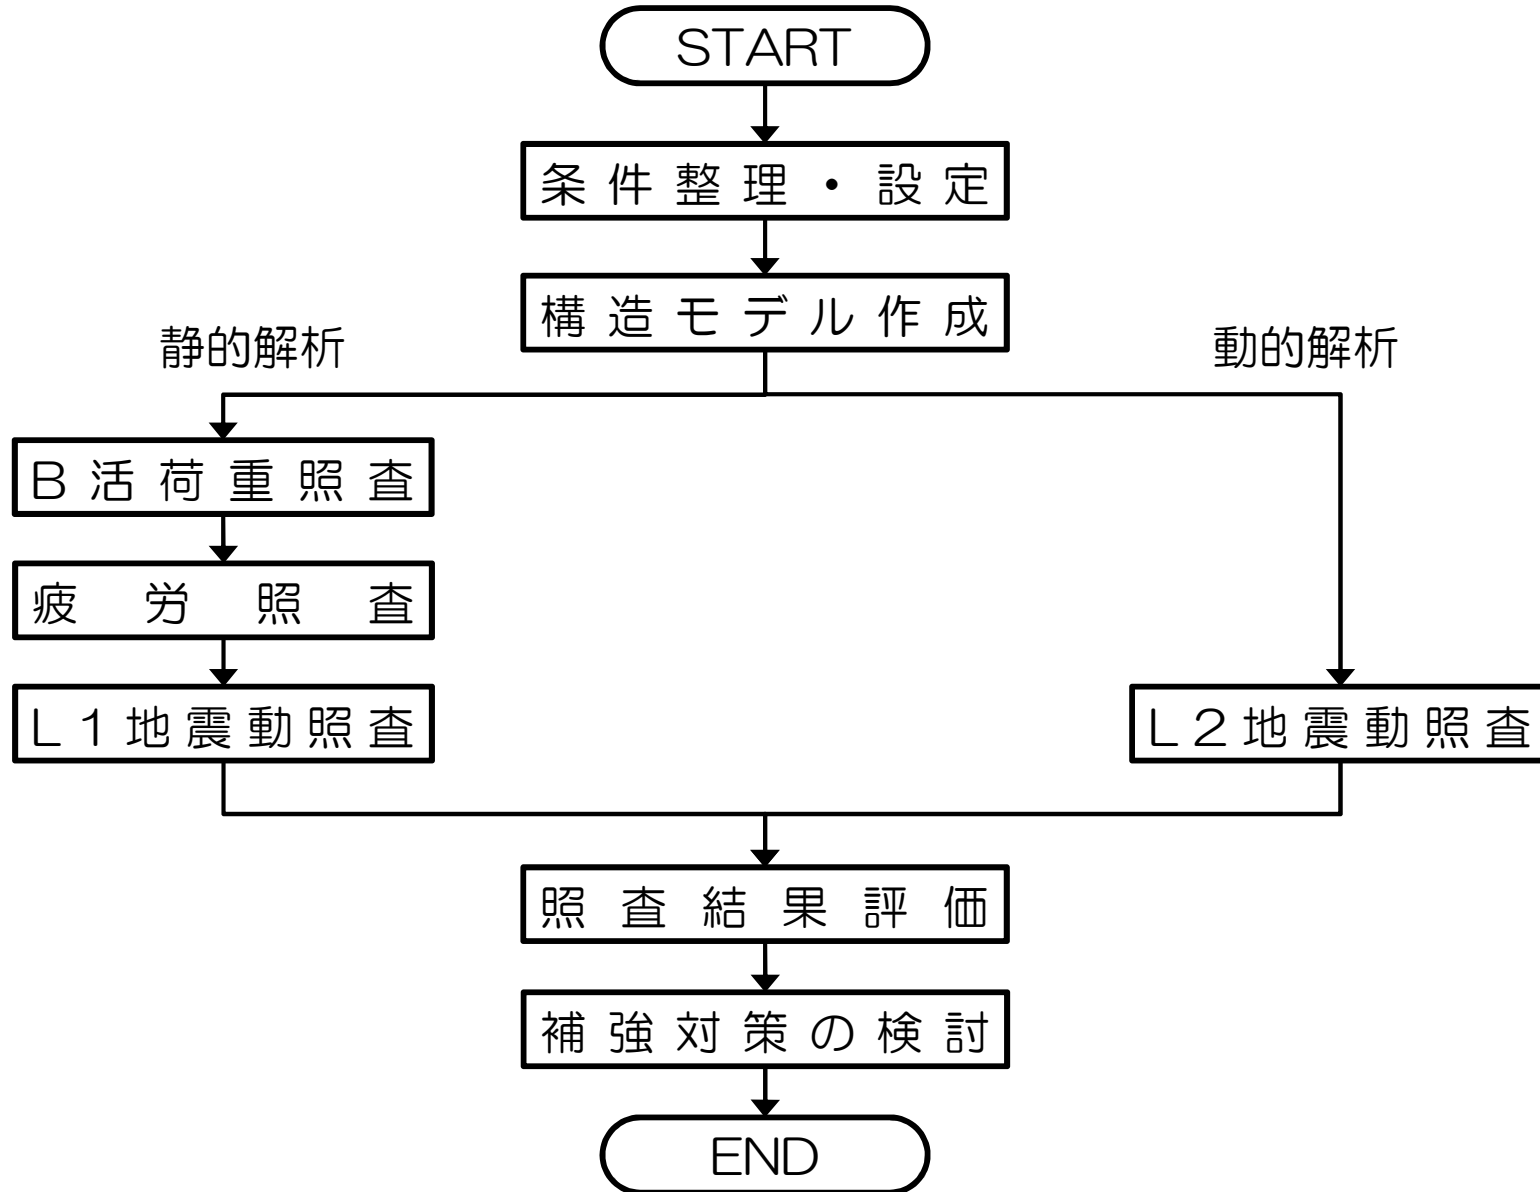 START
条件整理・設定
構造モデル作成
静的解析
動的解析
B活荷重照査
疲労照査
L1地震動照査
L2地震動照査
照査結果評価
補強対策の検討
END